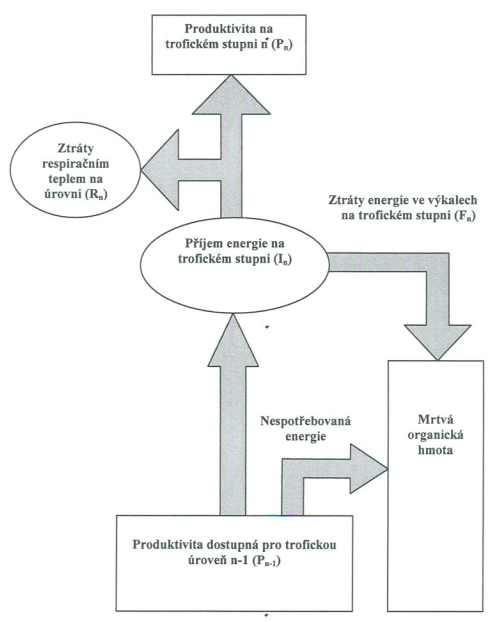 Produktivita na
trofickém stupni n (Pn)
Ztráty
respiračním
teplem na
úrovni (Rn)
Ztráty energie ve výkalech
na trofickém stupni (Fn)
Příjem energie na
trofickém stupni (In)
Nespotřebovaná
energie
Mrtvá
organická
hmota
Produktivita dostupná pro trofickou
úroveň n-1 (Pn-1)